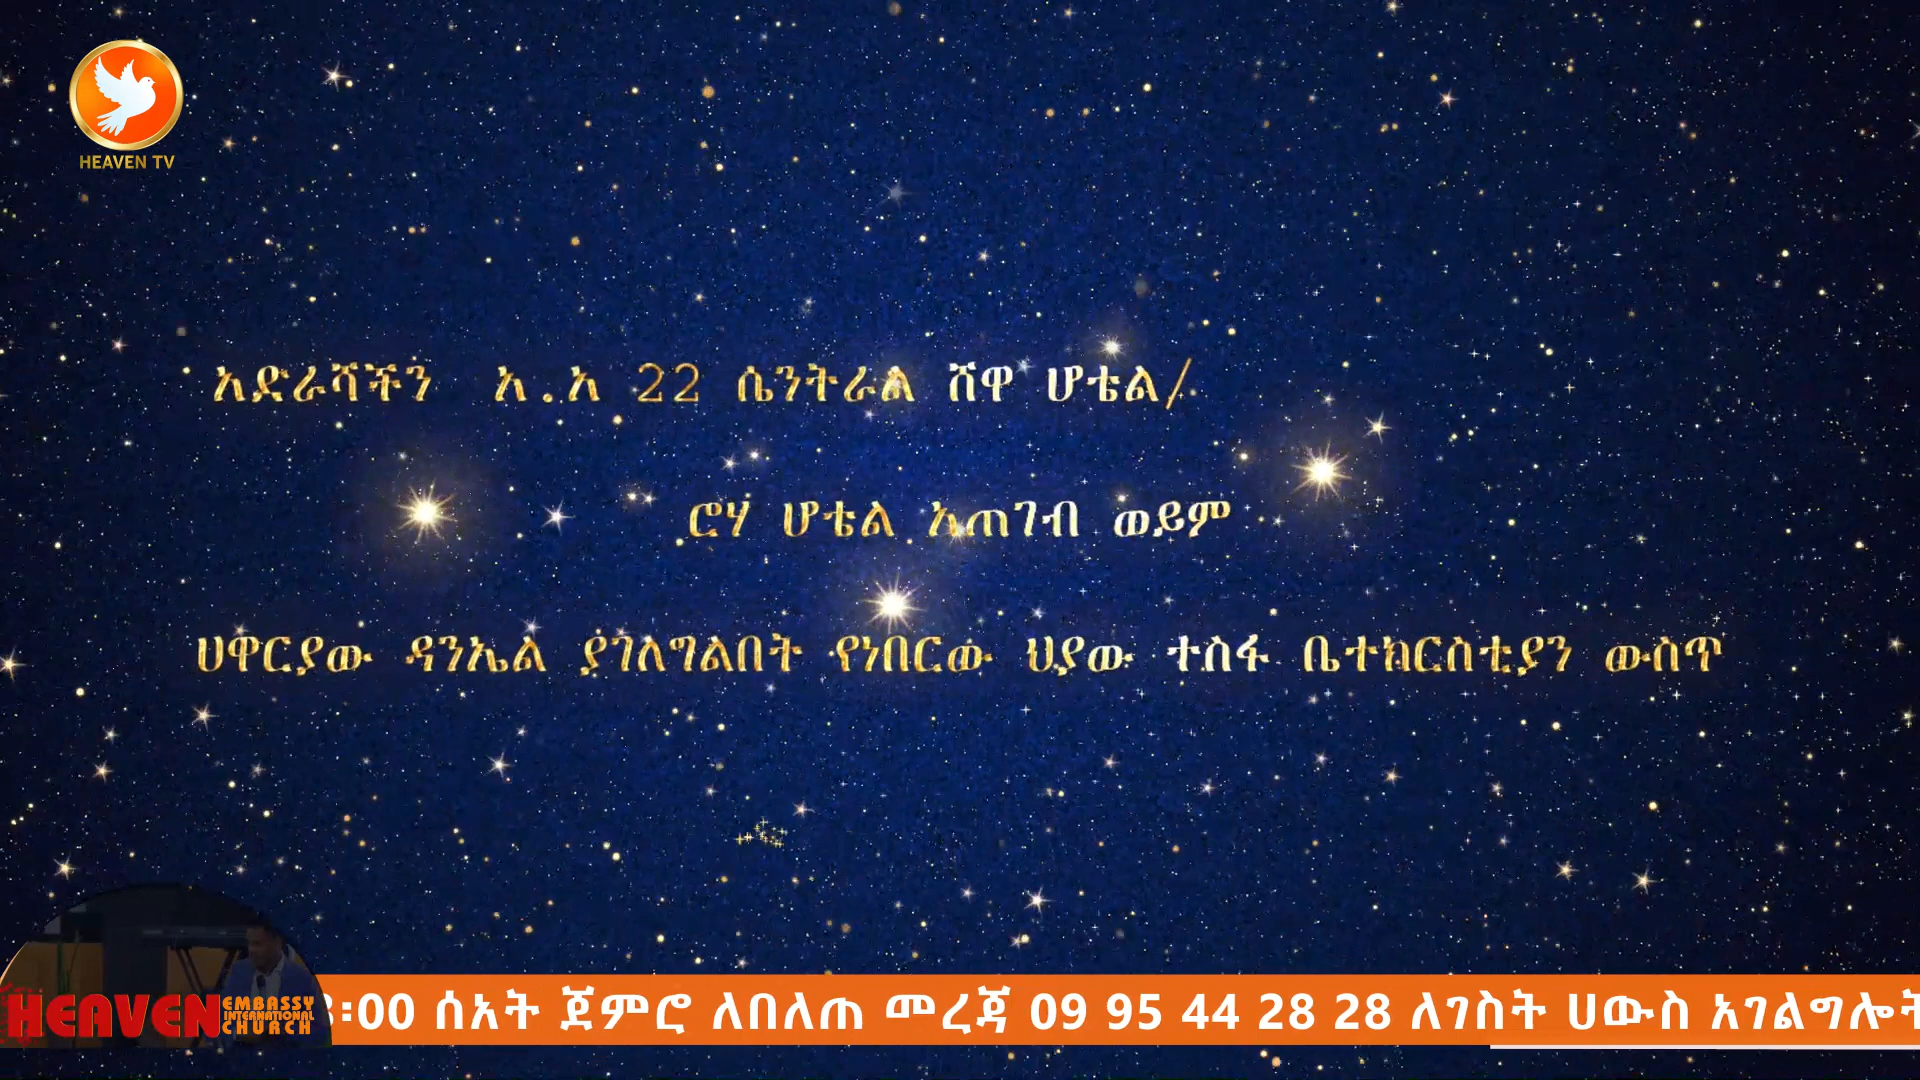 HEAVEN TV
አድራሻችን አ.አ 22 ሴንትራል ሸዋ ሆቴል/
ሮሃ ሆቴል አጠገብ ወይም
ሀዋርያው ዳንኤል ያገለግልበት የነበርው ህያው ተስፋ ቤተክርስቲያን ውስጥ
HEAVEN EMBASSY INTERNATIONAL CHURCH
:00 ሰአት ጀምሮ ለበለጠ መረጃ 09 95 44 28 28 ለገስት ሀውስ